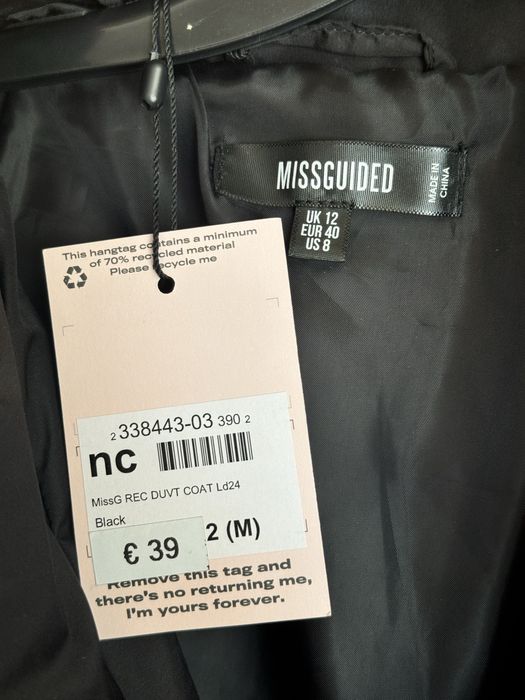 MISSGUIDED
MADE IN
CHINA
UK 12
EUR 40
US 8
This hangtag contains a minimum
of 70% recycled material
Please recycle me
2 338443-03 390 2
nc
MissG REC DUVT COAT Ld24
Black
2 (M)
€ 39
Remove this tag and
there's no returning me,
I'm yours forever.